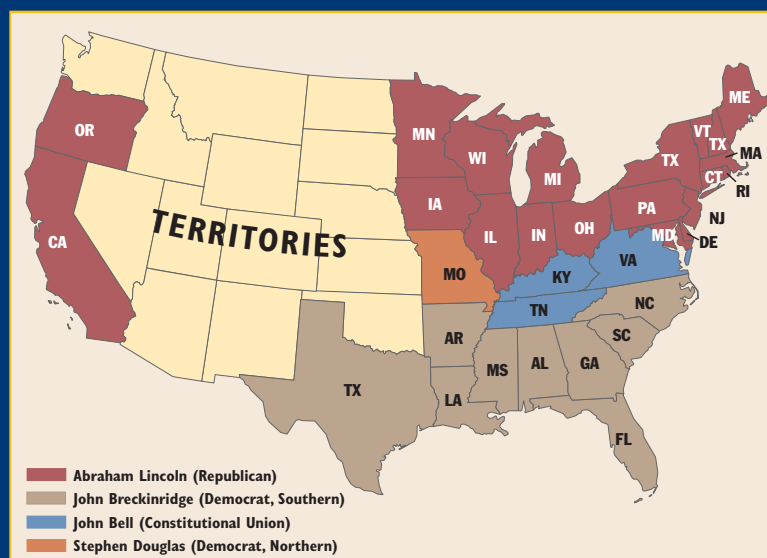 ME
OR
MN
VT
TX
WI
TX
MA
MI
CT
RI
IA
PA
NJ
IL
IN
OH
TERRITORIES
CA
MD
DE
MO
KY
VA
TN
NC
AR
SC
MS
AL
GA
TX
LA
FL
Abraham Lincoln (Republican)
John Breckinridge (Democrat, Southern)
John Bell (Constitutional Union)
Stephen Douglas (Democrat, Northern)